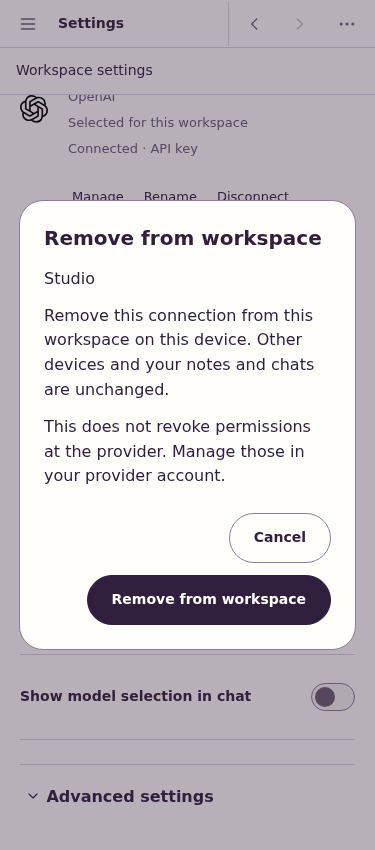 Settings
Workspace settings
OpenAI
Selected for this workspace
Connected · API key
Manage Rename Disconnect
Remove from workspace
Studio
Remove this connection from this
workspace on this device. Other
devices and your notes and chats
are unchanged.
This does not revoke permissions
at the provider. Manage those in
your provider account.
Cancel
Remove from workspace
Show model selection in chat
Advanced settings